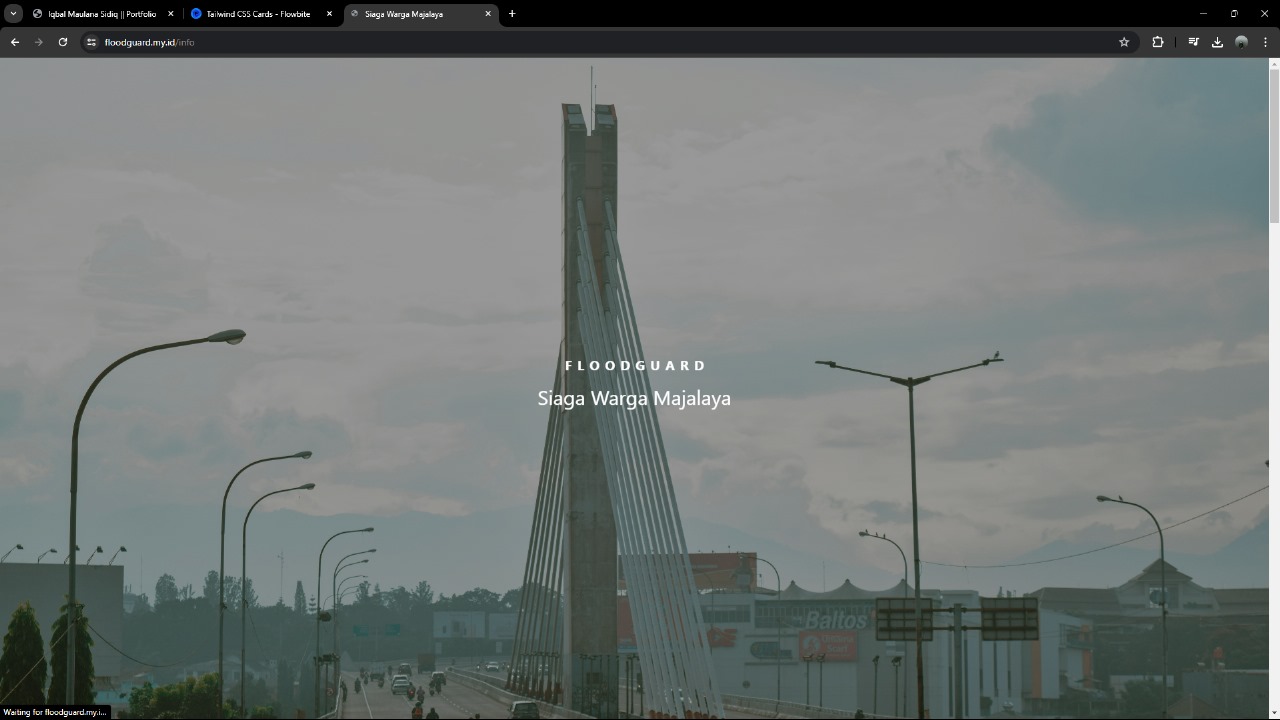 Iqbal Maulana Sidiq || Portfolio
Tailwind CSS Cards - Flowbite
Siaga Warga Majalaya
floodguard.my.id/info
FLOODGUARD
Siaga Warga Majalaya
Baltos
Waiting for floodguard.my.i...